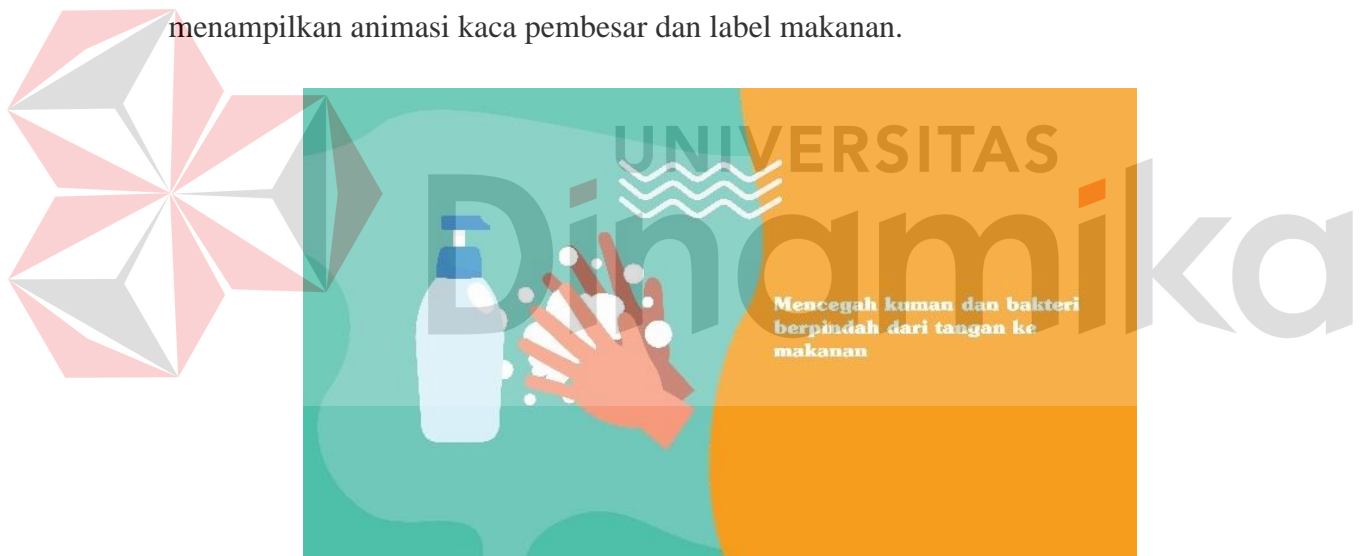 menampilkan animasi kaca pembesar dan label makanan.
UNIVERSITAS
Dinamika
Mencegah kuman dan bakteri
berpindah dari tangan ke
makanan